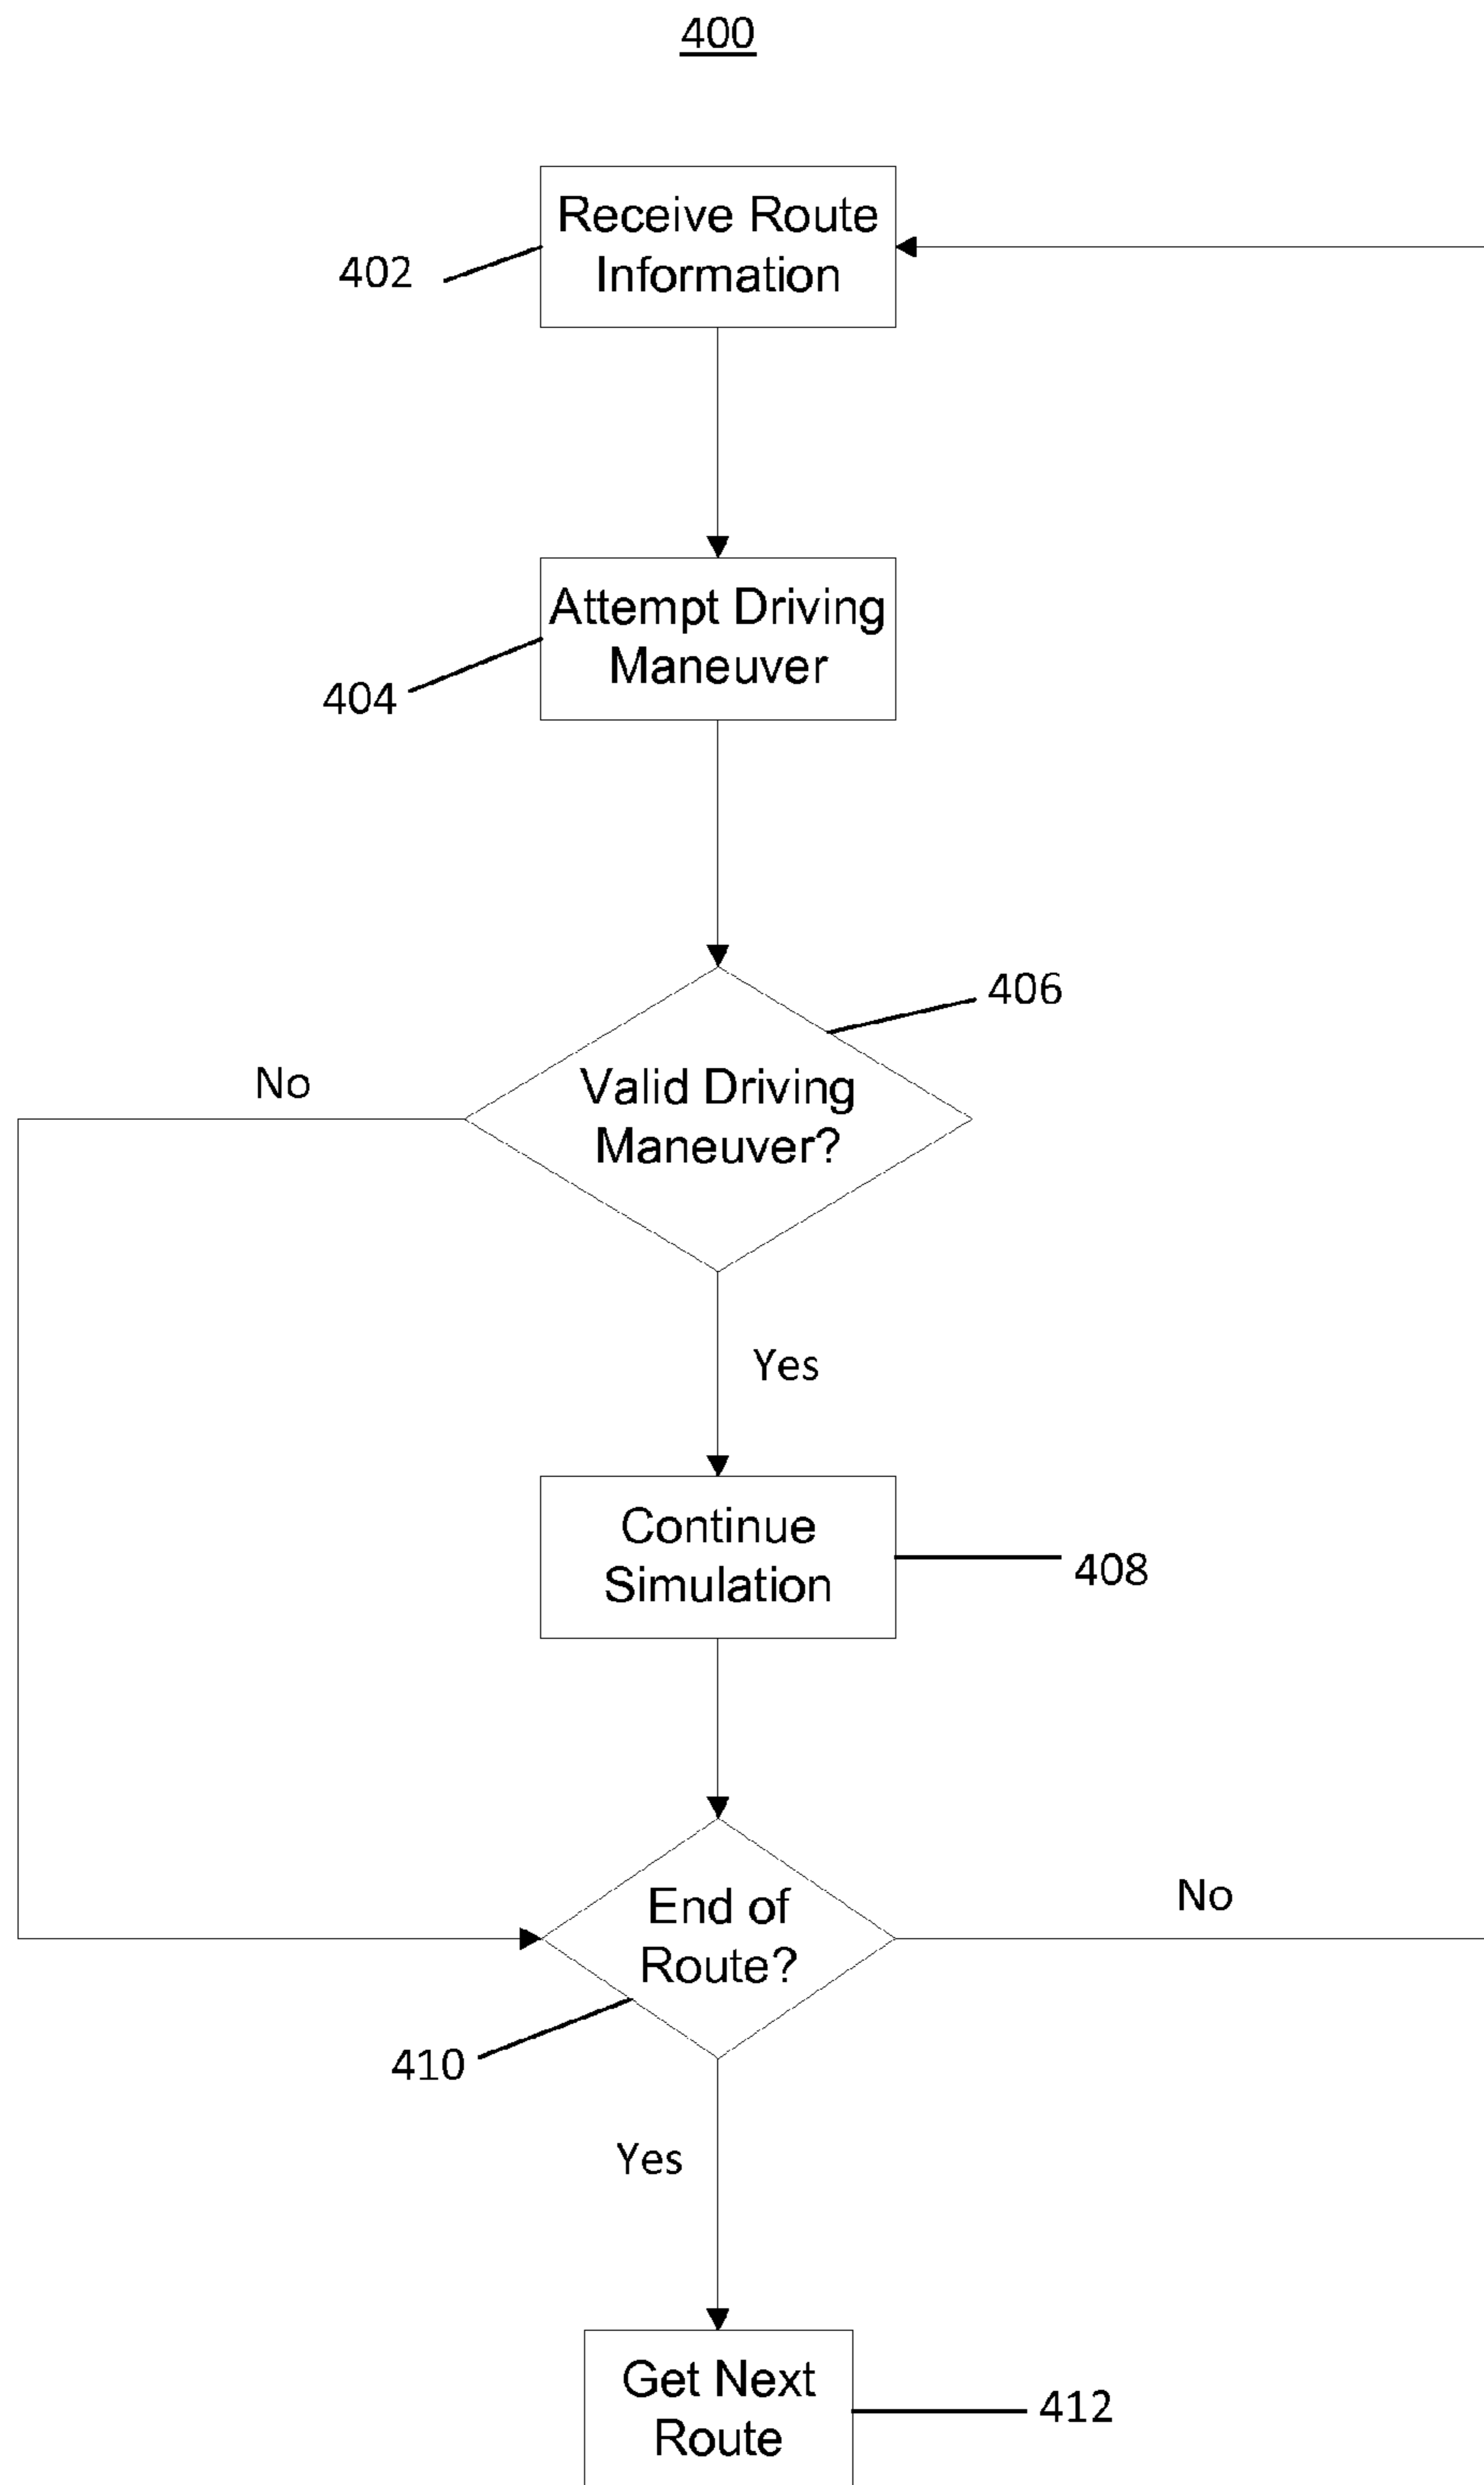 400
Receive Route
Information
402
Attempt Driving
Maneuver
404
406
Valid Driving
Maneuver?
No
Yes
Continue
Simulation
408
End of
Route?
No
410
Yes
Get Next
Route
412